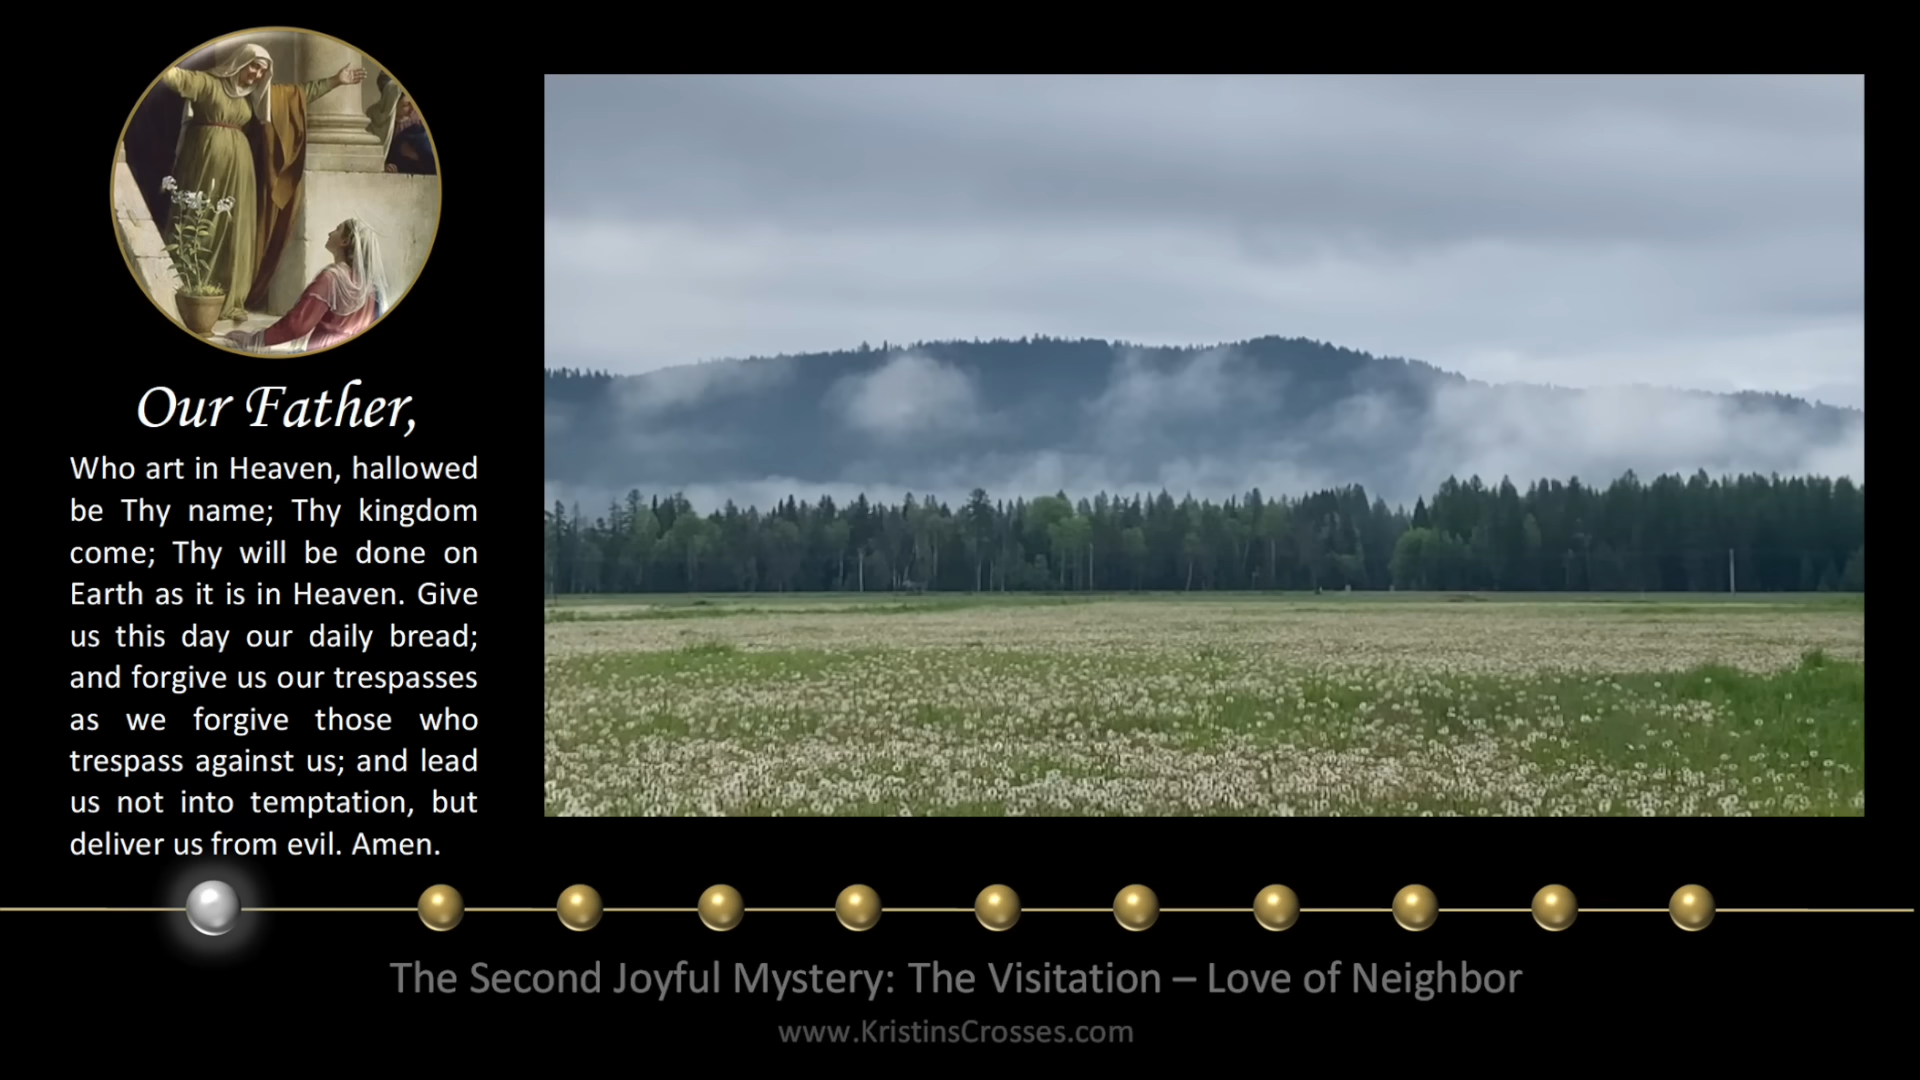 Our Father,
Who art in Heaven, hallowed
be Thy name; Thy kingdom
come; Thy will be done on
Earth as it is in Heaven. Give
us this day our daily bread;
and forgive us our trespasses
as we forgive those who
trespass against us; and lead
us not into temptation, but
deliver us from evil. Amen.
The Second Joyful Mystery: The Visitation – Love of Neighbor
www.KristinsCrosses.com